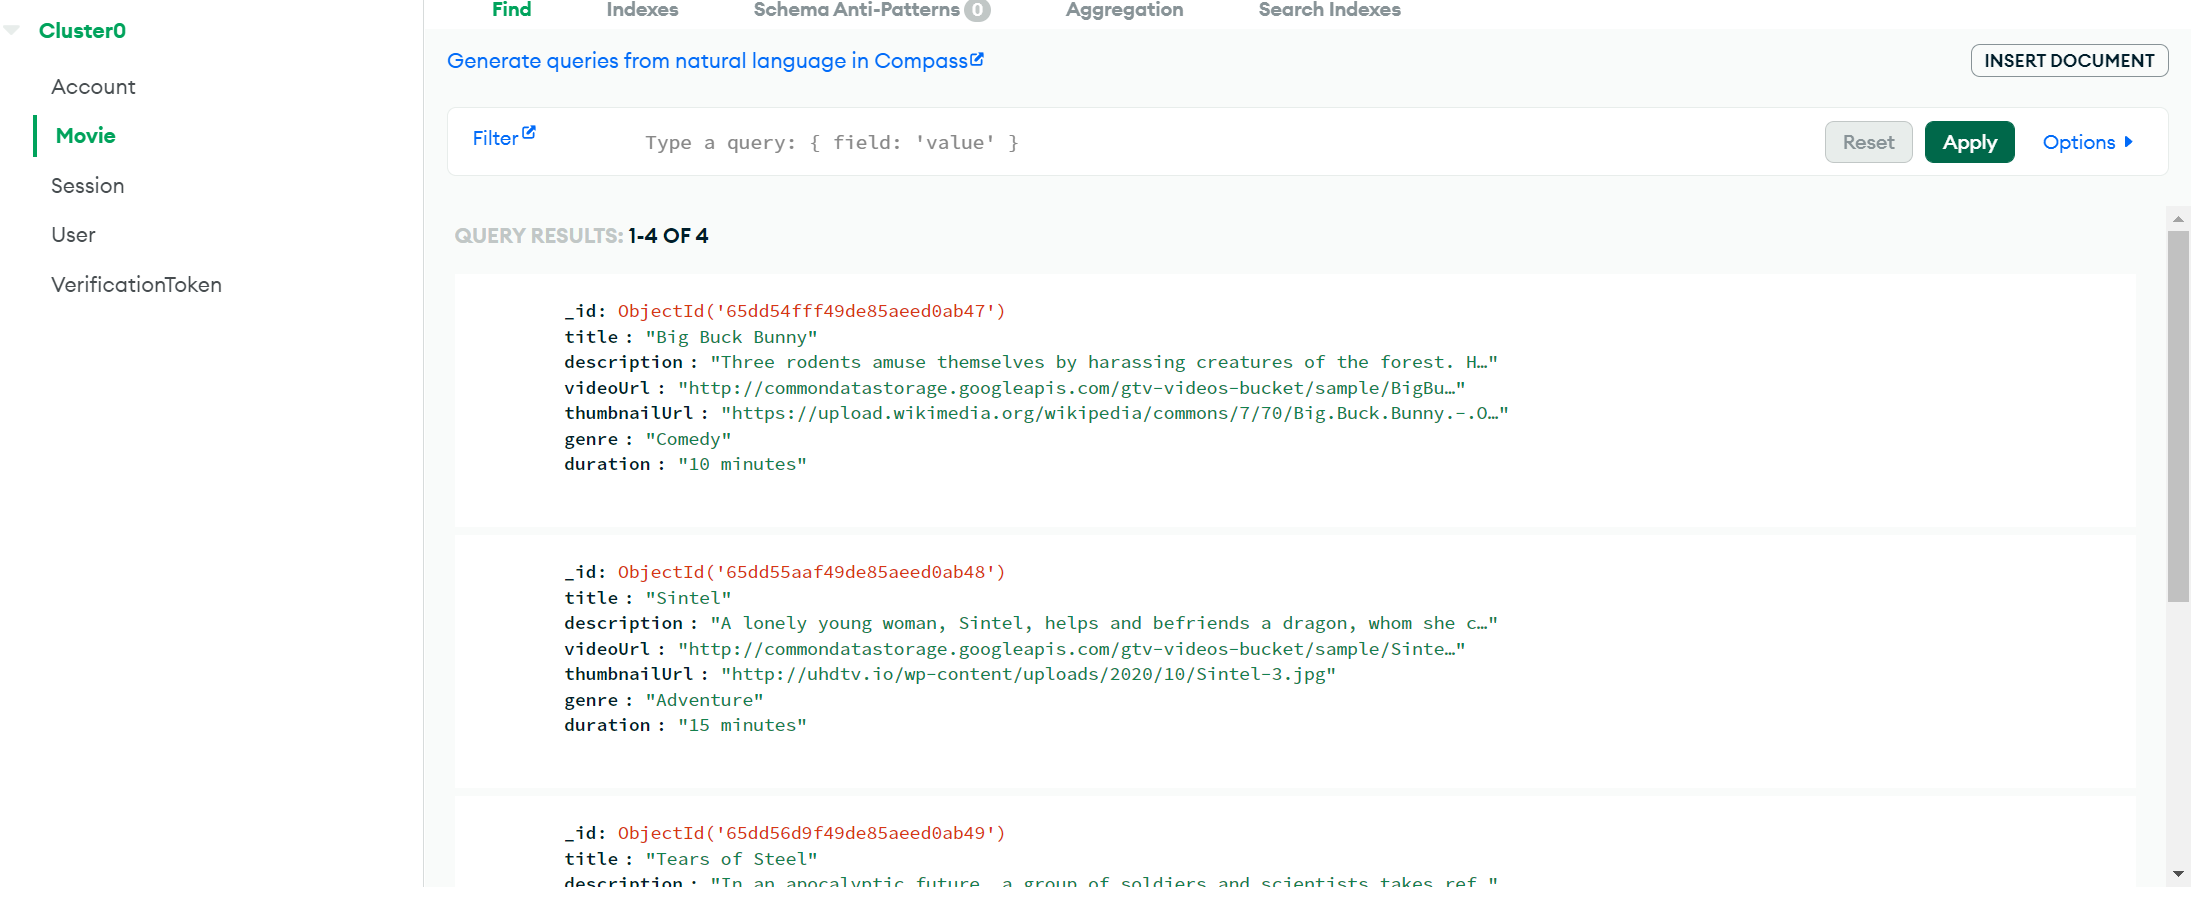 Cluster0
Account
Movie
Session
User
VerificationToken
Find Indexes Schema Anti-Patterns 0 Aggregation Search Indexes
Generate queries from natural language in Compass
INSERT DOCUMENT
Filter Type a query: { field: 'value' } Reset Apply Options
QUERY RESULTS: 1-4 OF 4
_id: ObjectId('65dd54fff49de85aeed0ab47')
title : "Big Buck Bunny"
description : "Three rodents amuse themselves by harassing creatures of the forest. H…"
videoUrl : "http://commondatastorage.googleapis.com/gtv-videos-bucket/sample/BigBu…"
thumbnailUrl : "https://upload.wikimedia.org/wikipedia/commons/7/70/Big.Buck.Bunny.-.O…"
genre : "Comedy"
duration : "10 minutes"
_id: ObjectId('65dd55aaf49de85aeed0ab48')
title : "Sintel"
description : "A lonely young woman, Sintel, helps and befriends a dragon, whom she c…"
videoUrl : "http://commondatastorage.googleapis.com/gtv-videos-bucket/sample/Sinte…"
thumbnailUrl : "http://uhdtv.io/wp-content/uploads/2020/10/Sintel-3.jpg"
genre : "Adventure"
duration : "15 minutes"
_id: ObjectId('65dd56d9f49de85aeed0ab49')
title : "Tears of Steel"
description : "In an apocalyptic future, a group of soldiers and scientists takes ref…"